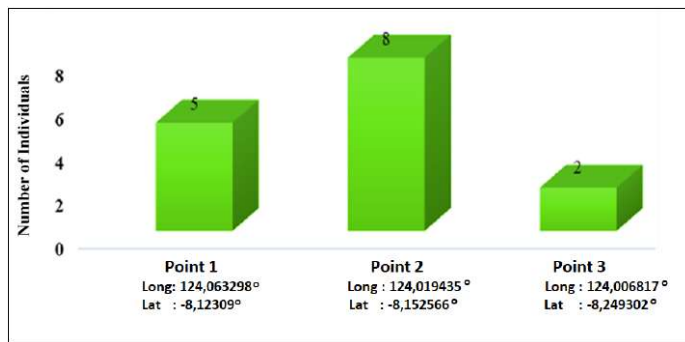 Number of Individuals
8
6
4
2
0
5
8
2
Point 1
Long: 124,063298°
Lat : -8,12309°
Point 2
Long : 124,019435°
Lat : -8,152566°
Point 3
Long : 124,006817°
Lat : -8,249302°